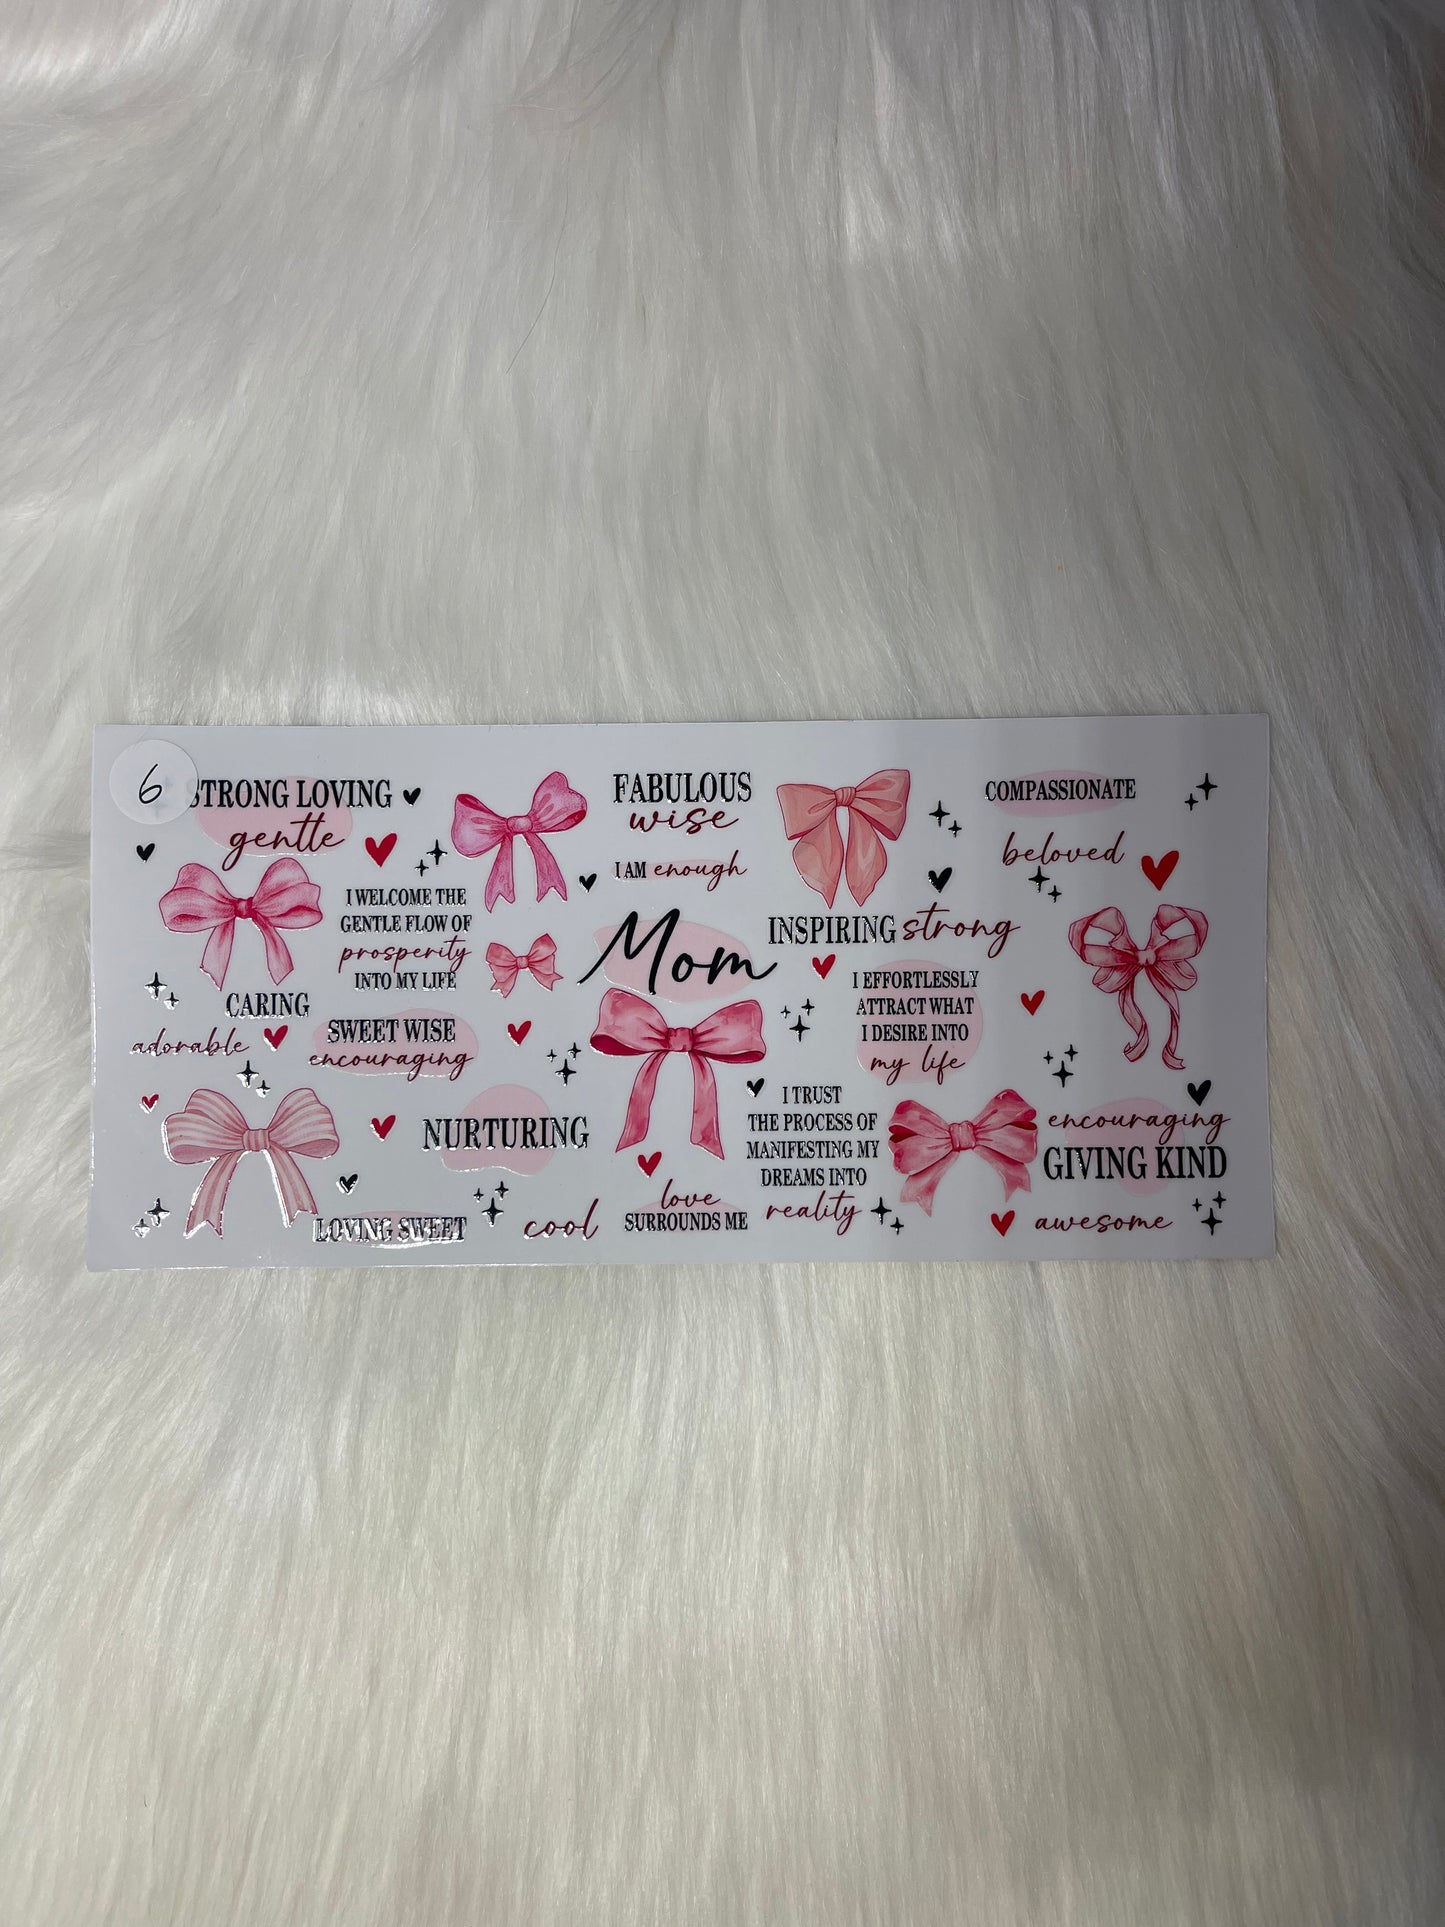 6
STRONG LOVING
gentle
FABULOUS
wise
COMPASSIONATE
beloved
I AM enough
I WELCOME THE
GENTLE FLOW OF
prosperity
INTO MY LIFE
Mom
INSPIRING strong
I EFFORTLESSLY
ATTRACT WHAT
I DESIRE INTO
my life
CARING
adorable
SWEET WISE
encouraging
NURTURING
I TRUST
THE PROCESS OF
MANIFESTING MY
DREAMS INTO
reality
encouraging
GIVING KIND
LOVING SWEET
cool
love
SURROUNDS ME
awesome